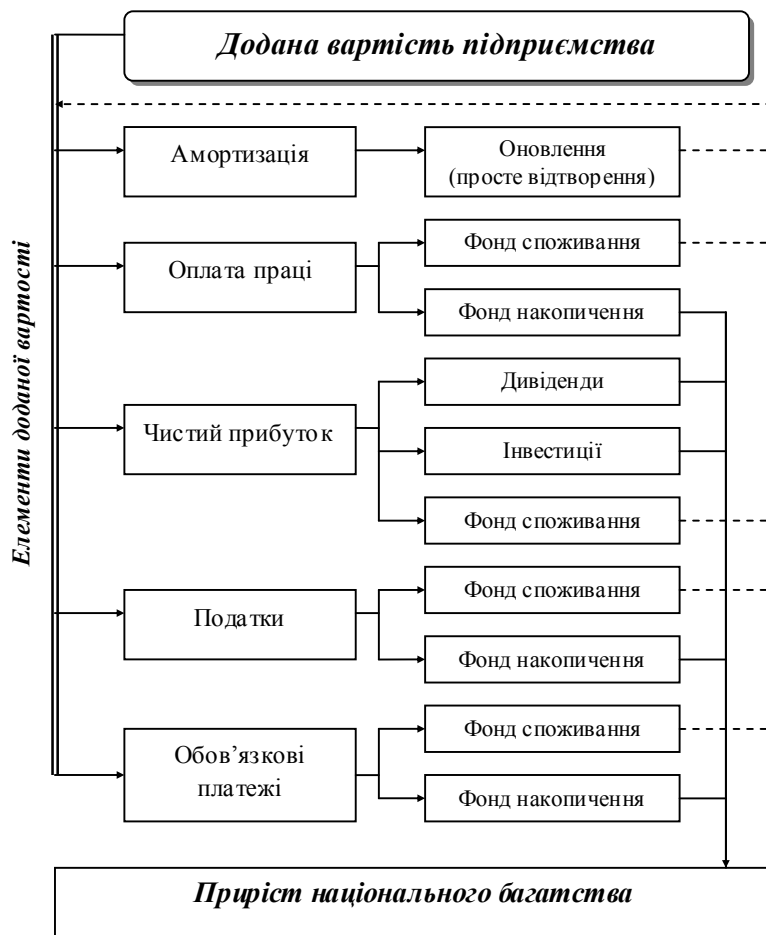 Додана вартість підприємства
Елементи доданої вартості
Амортизація
Оновлення
(просте відтворення)
Оплата праці
Фонд споживання
Фонд накопичення
Чистий прибуток
Дивіденди
Інвестиції
Фонд споживання
Податки
Фонд споживання
Фонд накопичення
Обов’язкові
платежі
Фонд споживання
Фонд накопичення
Приріст національного багатства